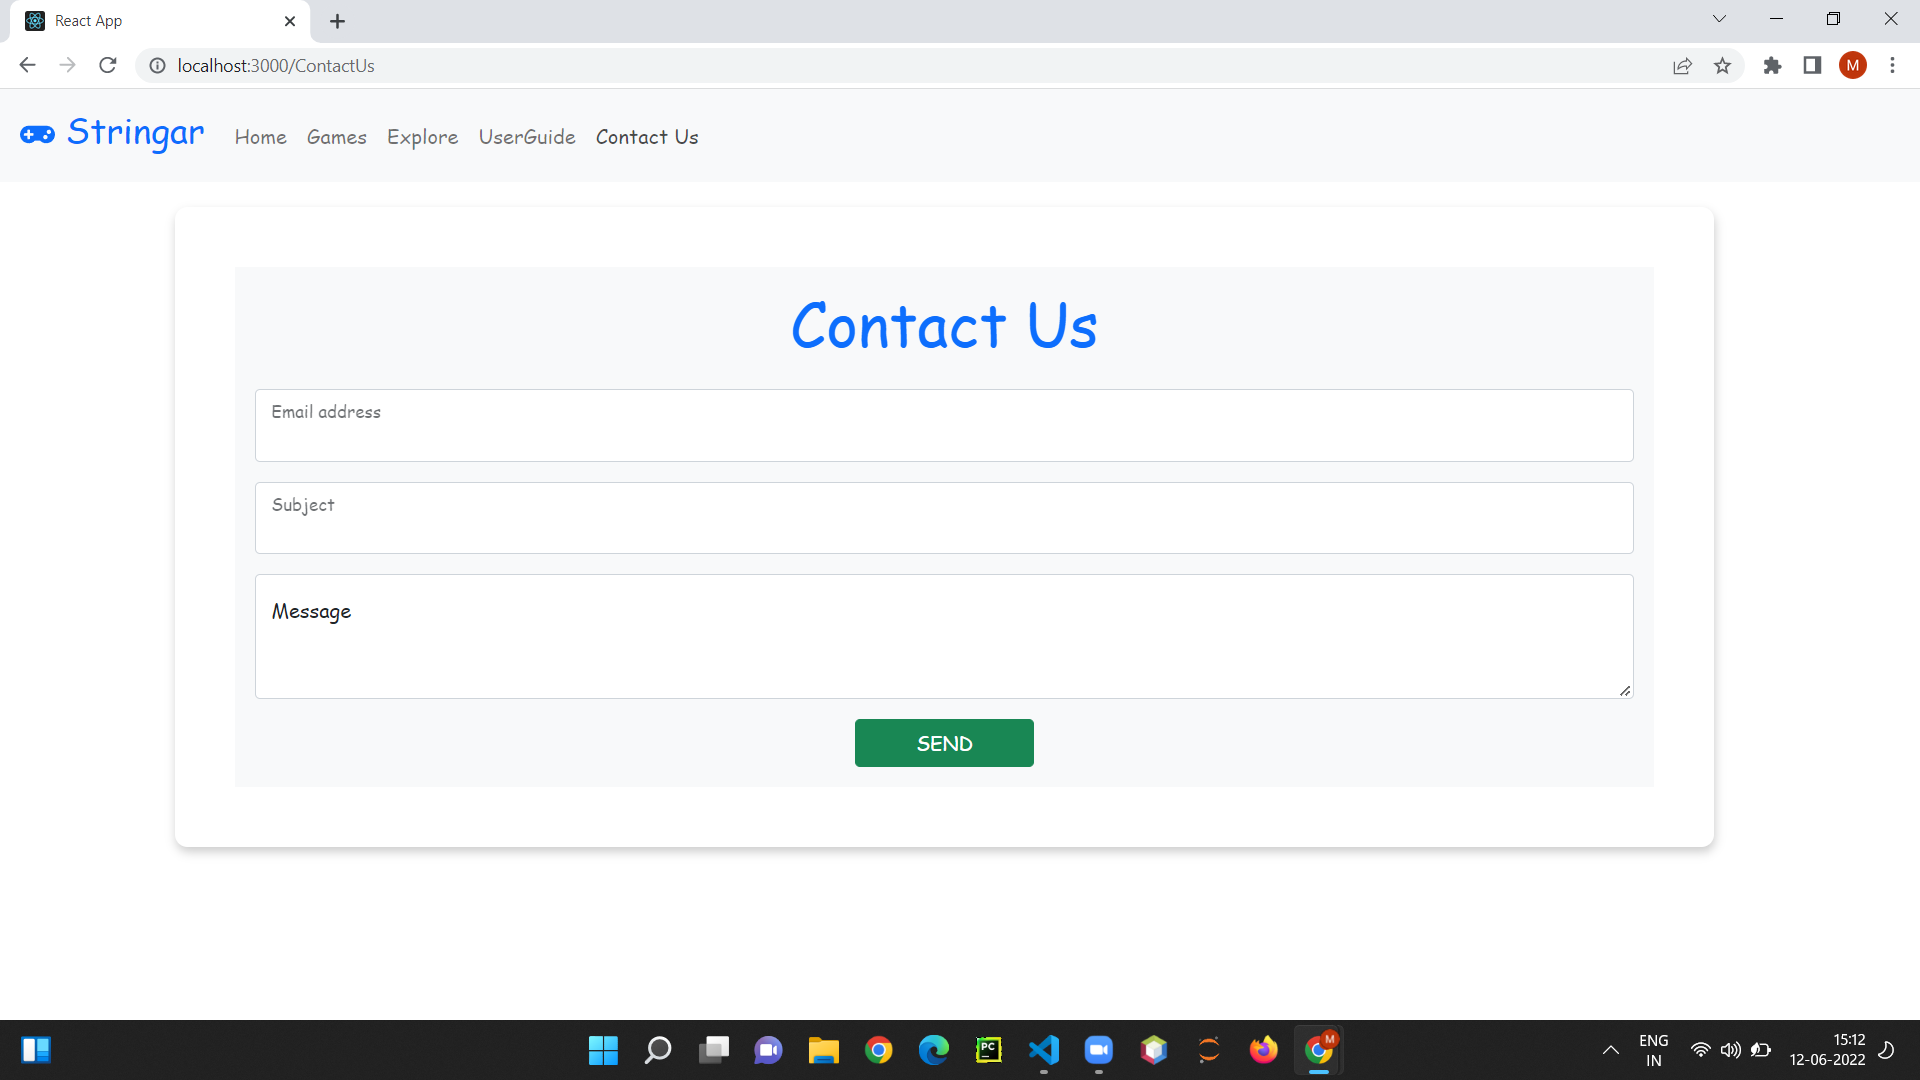 React App
localhost:3000/ContactUs
M
Stringar
Home Games Explore UserGuide Contact Us
Contact Us
Email address
Subject
Message
SEND
PC
M
ENG
IN
15:12
12-06-2022